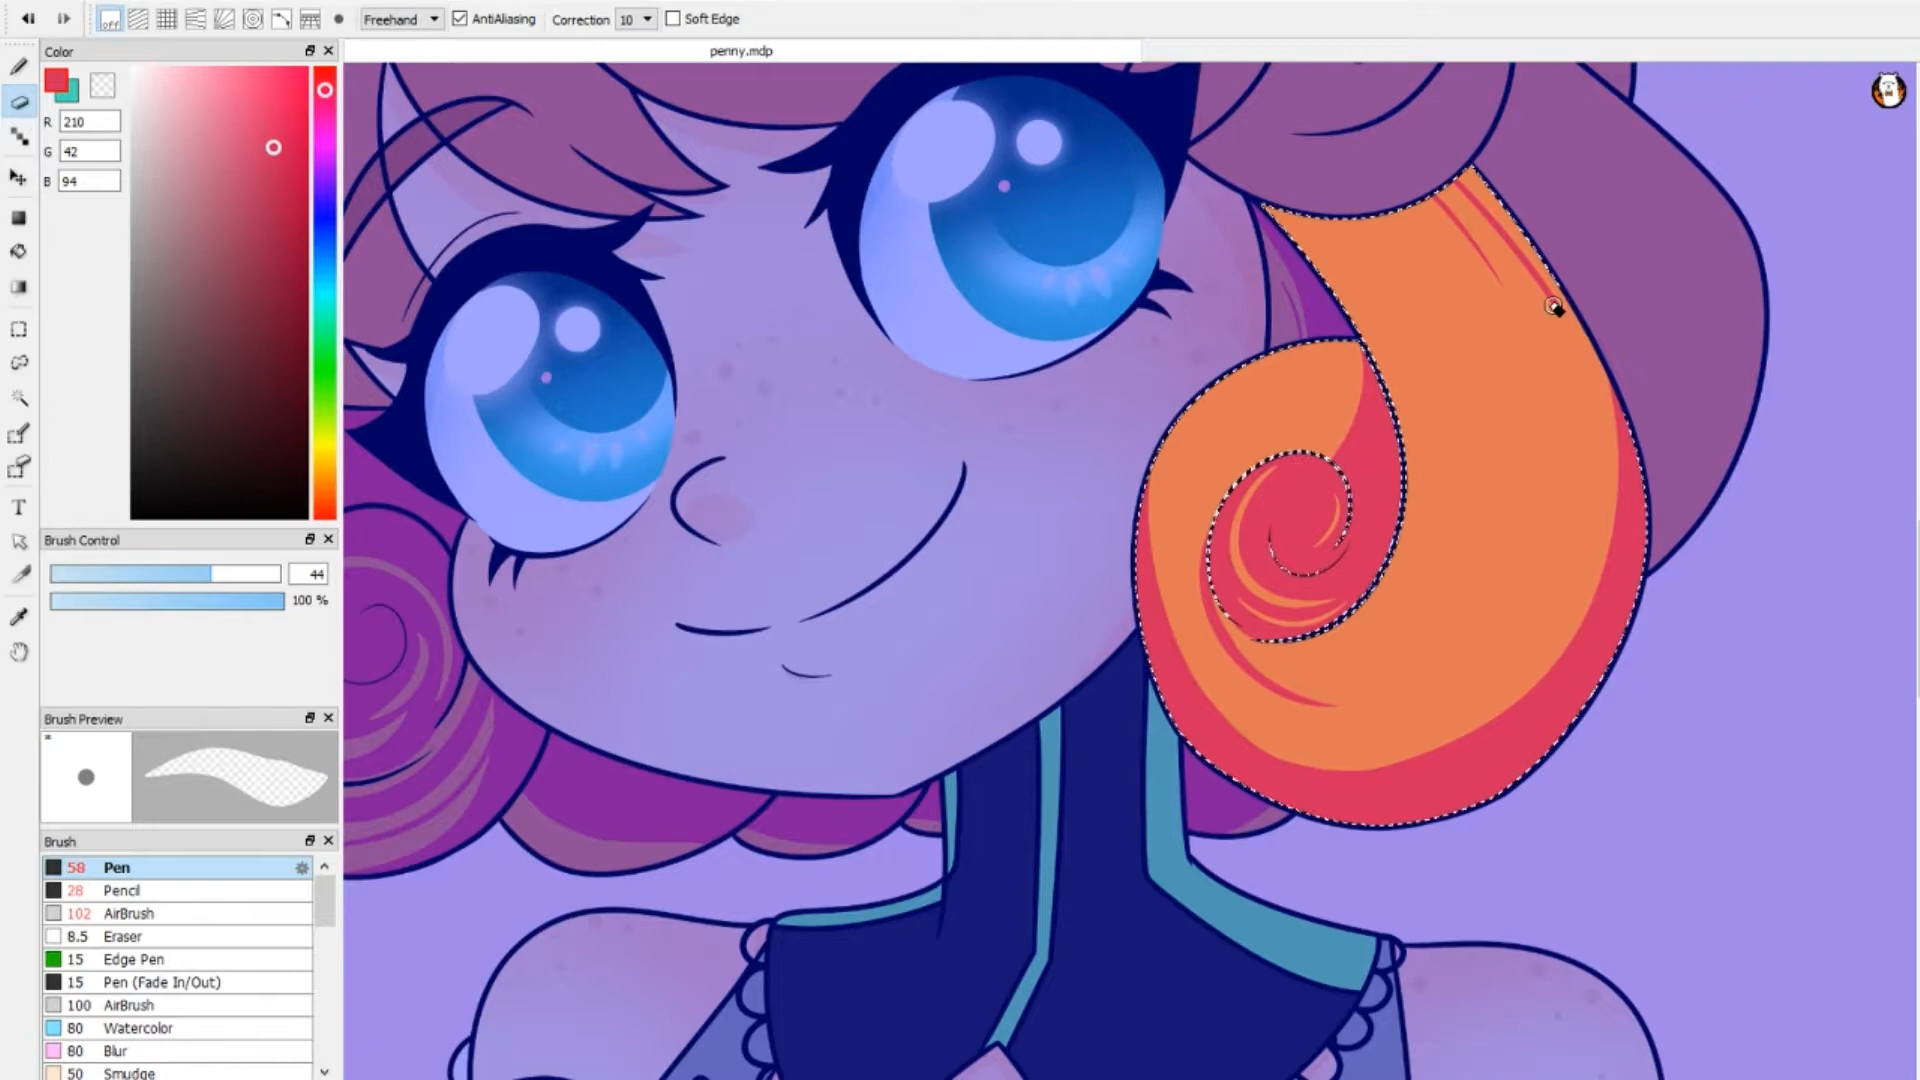 off
Freehand
AntiAliasing
Correction 10
Soft Edge
Color
penny.mdp
R 210
G 42
B 94
Brush Control
44
100 %
Brush Preview
Brush
58 Pen
28 Pencil
102 AirBrush
8.5 Eraser
15 Edge Pen
15 Pen (Fade In/Out)
100 AirBrush
80 Watercolor
80 Blur
50 Smudge
T